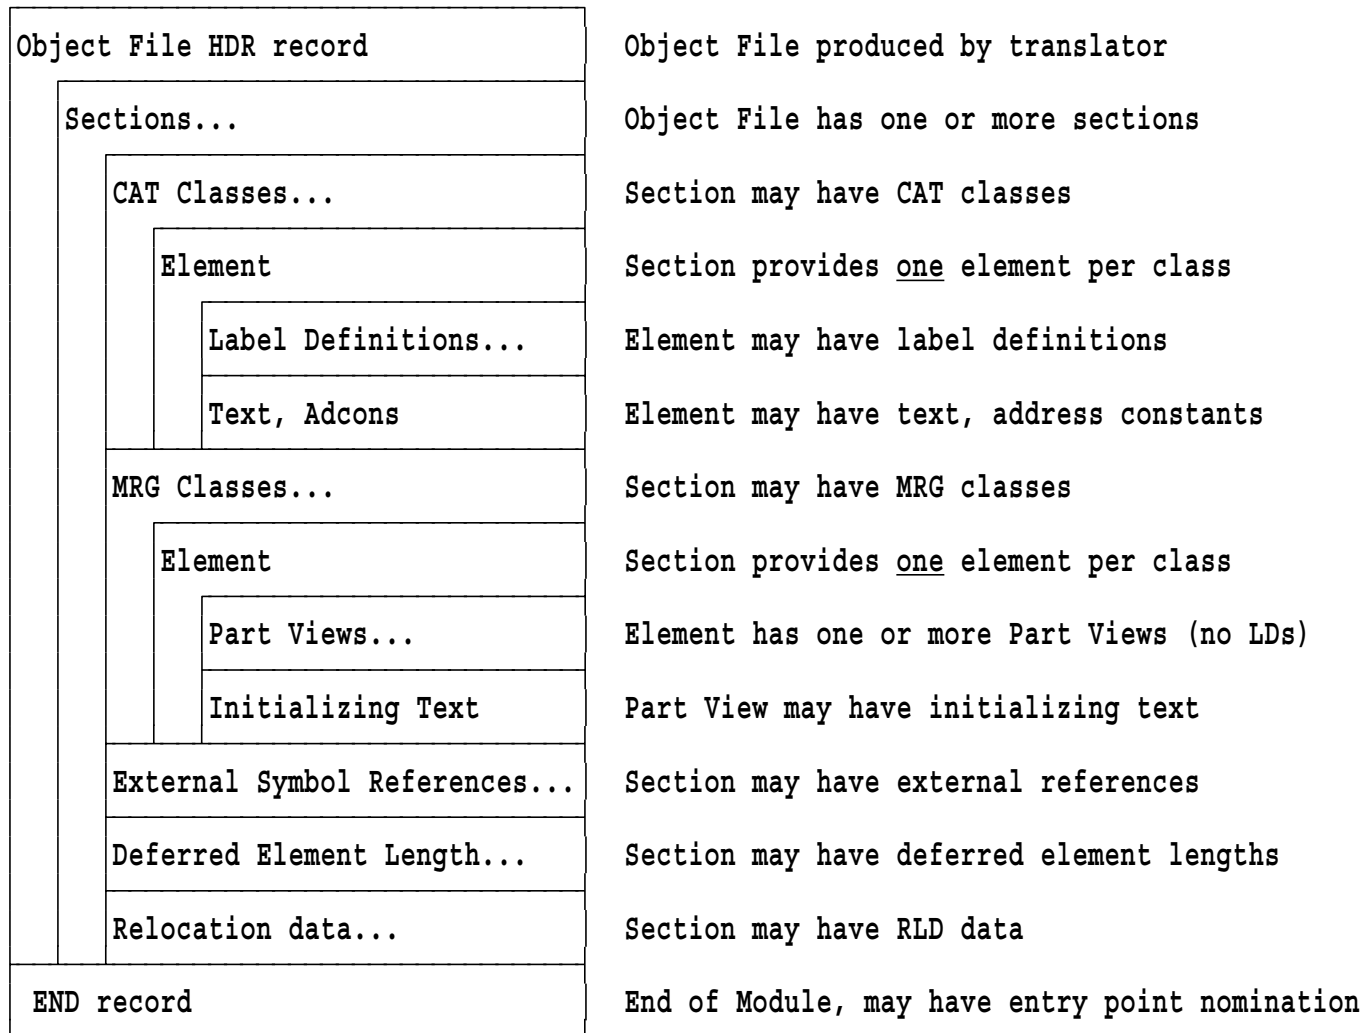 Object File HDR record Object File produced by translator
Sections... Object File has one or more sections
CAT Classes... Section may have CAT classes
Element Section provides one element per class
Label Definitions... Element may have label definitions
Text, Adcons Element may have text, address constants
MRG Classes... Section may have MRG classes
Element Section provides one element per class
Part Views... Element has one or more Part Views (no LDs)
Initializing Text Part View may have initializing text
External Symbol References... Section may have external references
Deferred Element Length... Section may have deferred element lengths
Relocation data... Section may have RLD data
END record End of Module, may have entry point nomination